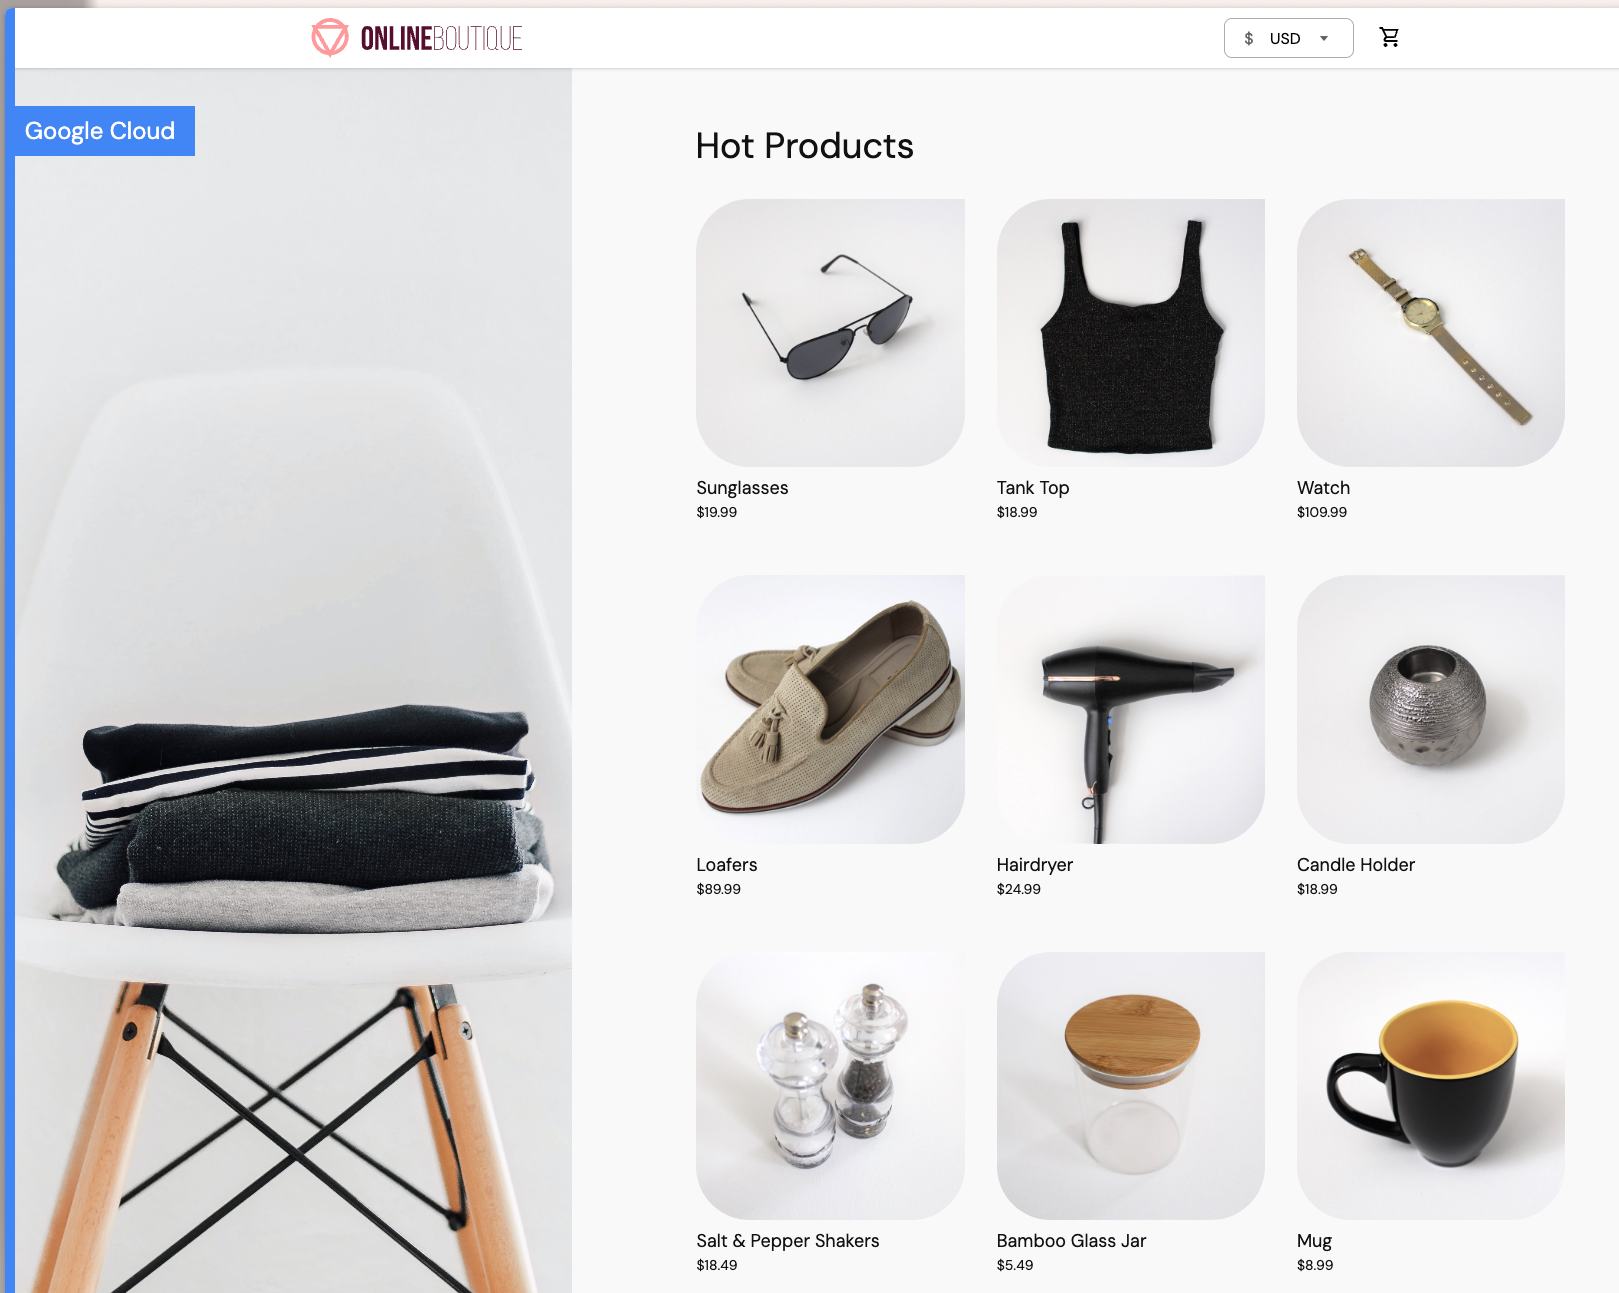 ONLINEBOUTIQUE
$ USD
Google Cloud
Hot Products
Sunglasses
$19.99
Tank Top
$18.99
Watch
$109.99
Loafers
$89.99
Hairdryer
$24.99
Candle Holder
$18.99
Salt & Pepper Shakers
$18.49
Bamboo Glass Jar
$5.49
Mug
$8.99